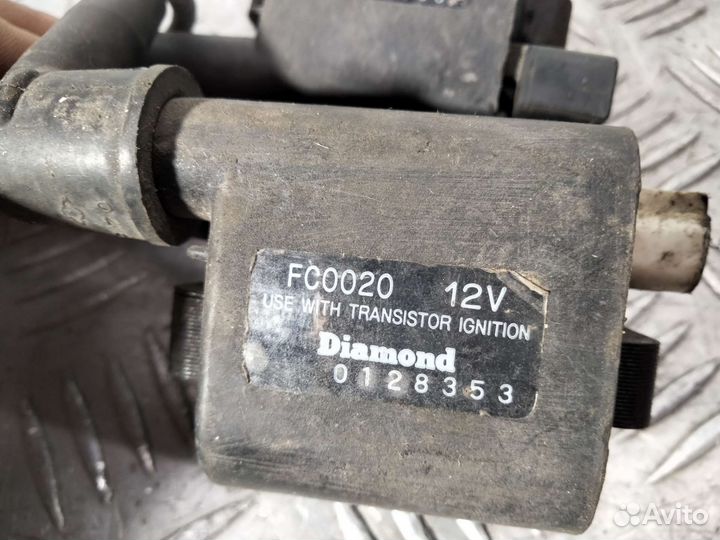 FC0020 12V
USE WITH TRANSISTOR IGNITION
Diamond
0128353
Avito